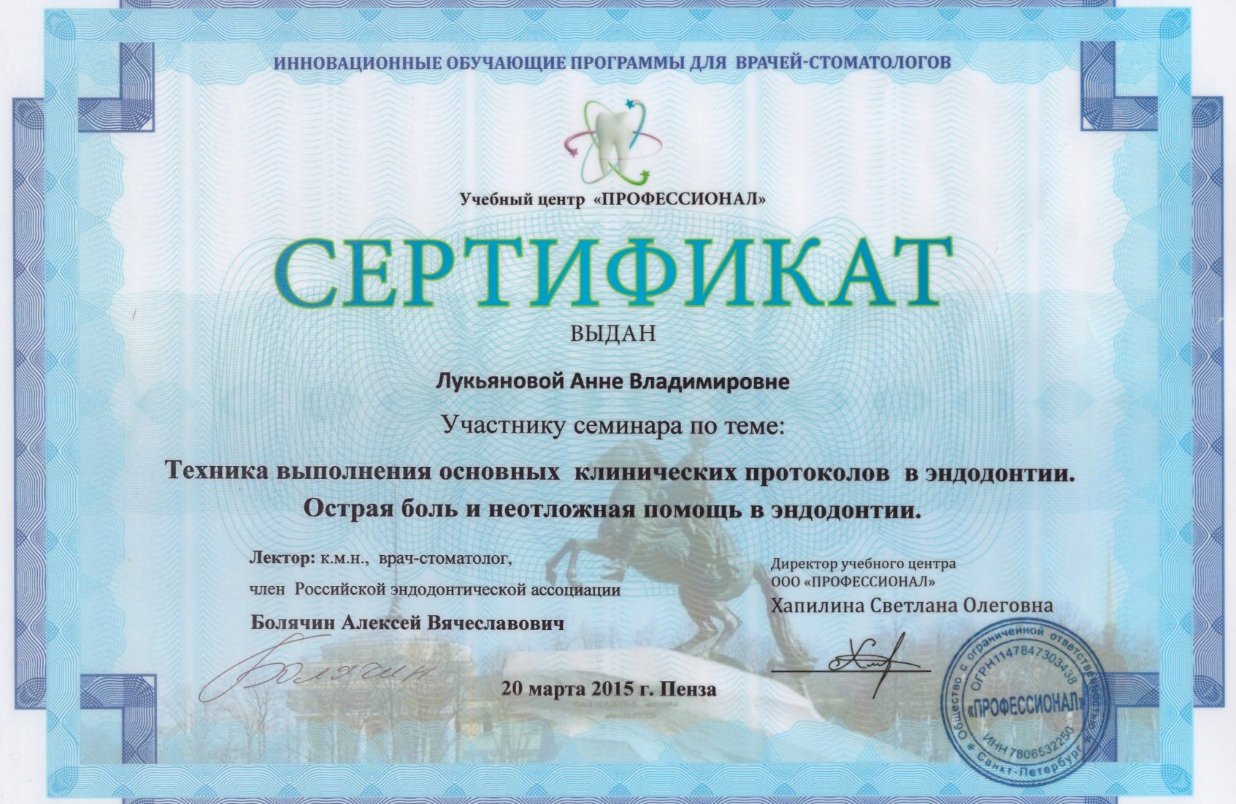 ИННОВАЦИОННЫЕ ОБУЧАЮЩИЕ ПРОГРАММЫ ДЛЯ ВРАЧЕЙ-СТОМАТОЛОГОВ
Учебный центр «ПРОФЕССИОНАЛ»
СЕРТИФИКАТ
ВЫДАН
Лукьяновой Анне Владимировне
Участнику семинара по теме:
Техника выполнения основных клинических протоколов в эндодонтии.
Острая боль и неотложная помощь в эндодонтии.
Лектор: к.м.н., врач-стоматолог,
член Российской эндодонтической ассоциации
Болячин Алексей Вячеславович
Болячин
Директор учебного центра
ООО «ПРОФЕССИОНАЛ»
Хапилина Светлана Олеговна
20 марта 2015 г. Пенза
Общество с ограниченной ответственностью
ОГРН1147847303438
«ПРОФЕССИОНАЛ»
ИНН 7806532250
Санкт-Петербург